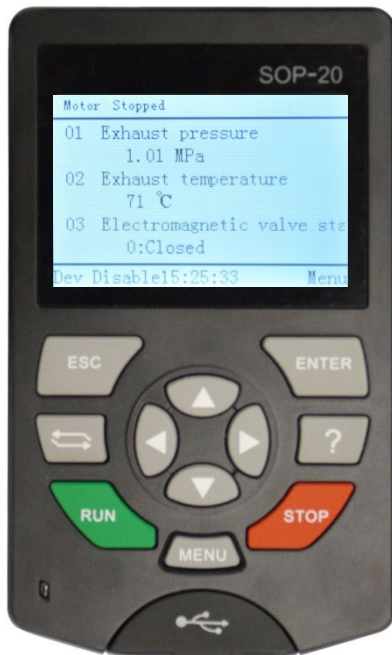 SOP-20
Motor Stopped
01 Exhaust pressure
1.01 MPa
02 Exhaust temperature
71 ℃
03 Electromagnetic valve sta
0:Closed
Dev Disable15:25:33 Menu
ESC ENTER
?
RUN STOP
MENU